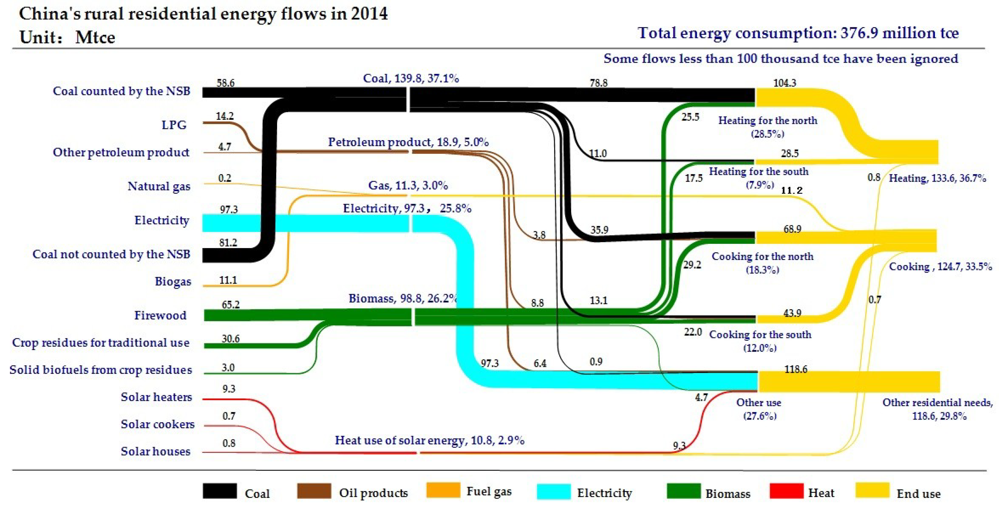 China's rural residential energy flows in 2014
Unit： Mtce
Total energy consumption: 376.9 million tce
Some flows less than 100 thousand tce have been ignored
Coal counted by the NSB
58.6
LPG
14.2
Other petroleum product
4.7
Natural gas
0.2
Electricity
97.3
Coal not counted by the NSB
81.2
Biogas
11.1
Firewood
65.2
Crop residues for traditional use
30.6
Solid biofuels from crop residues
3.0
Solar heaters
9.3
Solar cookers
0.7
Solar houses
0.8
Coal, 139.8, 37.1%
Petroleum product, 18.9, 5.0%
Gas, 11.3, 3.0%
Electricity, 97.3， 25.8%
Biomass, 98.8, 26.2%
Heat use of solar energy, 10.8, 2.9%
78.8
25.5
11.0
17.5
3.8
35.9
29.2
8.8
13.1
22.0
97.3
6.4
0.9
4.7
9.3
104.3
Heating for the north
(28.5%)
28.5
Heating for the south
(7.9%)
11.2
68.9
Cooking for the north
(18.3%)
43.9
Cooking for the south
(12.0%)
118.6
Other use
(27.6%)
0.8
Heating, 133.6, 36.7%
Cooking , 124.7, 33.5%
0.7
Other residential needs,
118.6, 29.8%
Coal
Oil products
Fuel gas
Electricity
Biomass
Heat
End use